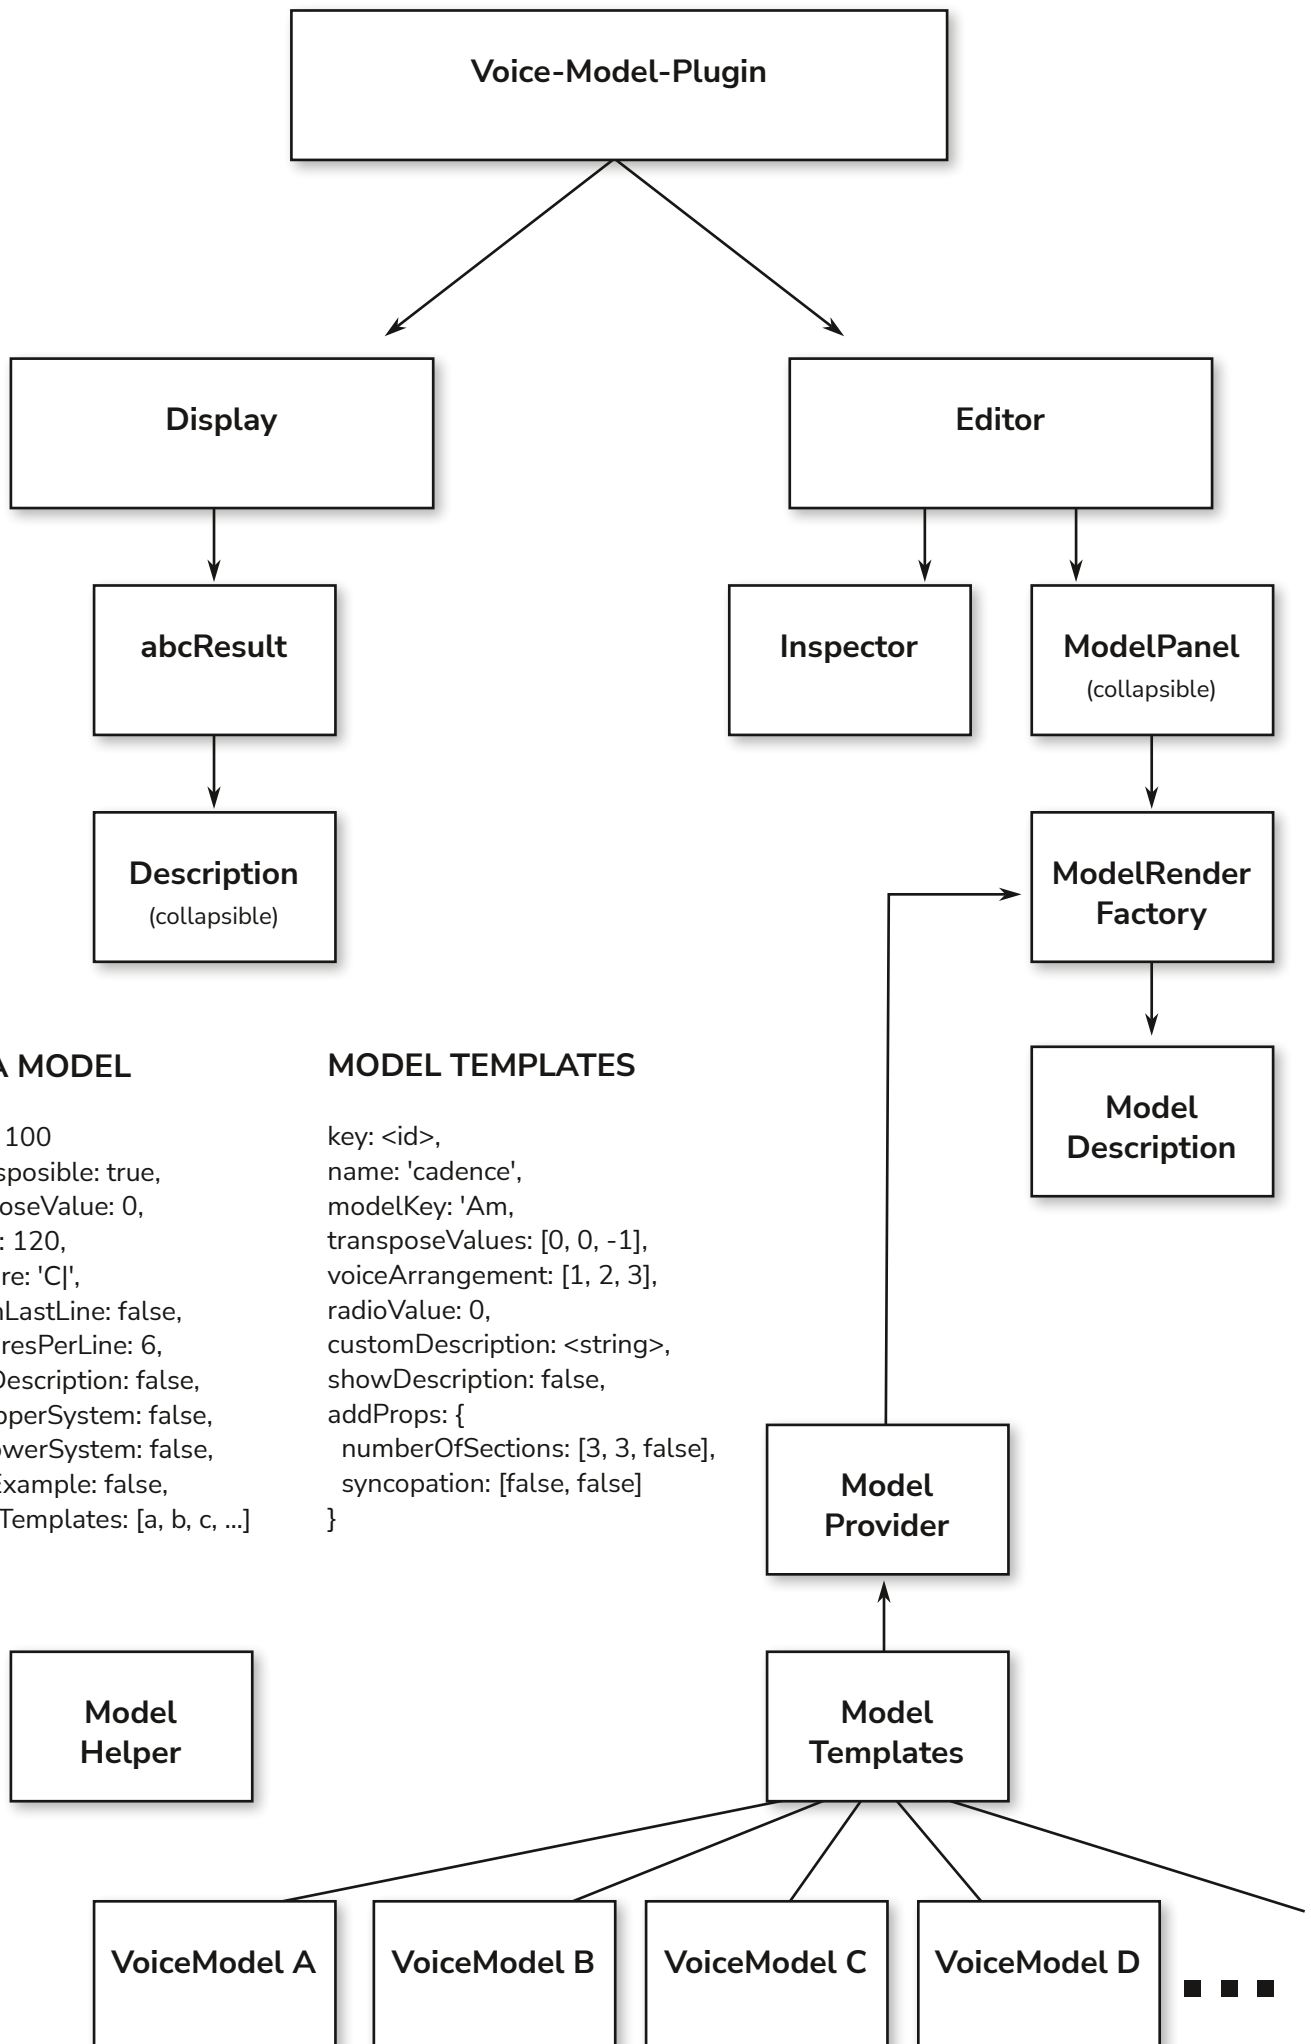 Voice-Model-Plugin
Display
Editor
abcResult
Inspector
ModelPanel
(collapsible)
Description
(collapsible)
ModelRender
Factory
Model
Description
A MODEL
100
sposible: true,
oseValue: 0,
: 120,
re: 'C|',
nLastLine: false,
resPerLine: 6,
Description: false,
pperSystem: false,
owerSystem: false,
Example: false,
Templates: [a, b, c, ...]
MODEL TEMPLATES
key: <id>,
name: 'cadence',
modelKey: 'Am,
transposeValues: [0, 0, -1],
voiceArrangement: [1, 2, 3],
radioValue: 0,
customDescription: <string>,
showDescription: false,
addProps: {
numberOfSections: [3, 3, false],
syncopation: [false, false]
}
Model
Provider
Model
Helper
Model
Templates
VoiceModel A
VoiceModel B
VoiceModel C
VoiceModel D